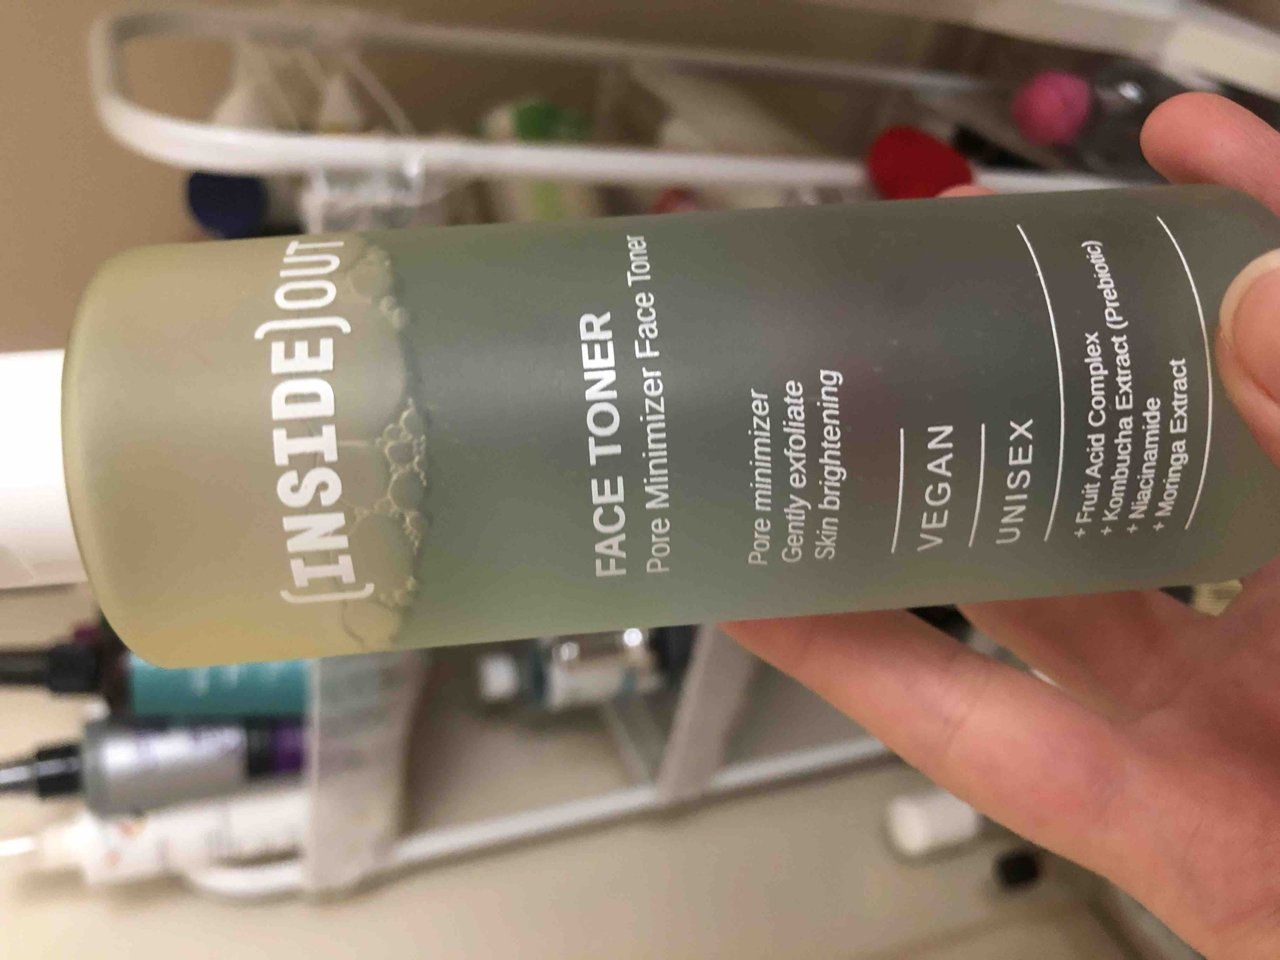 [INSIDE]OUT
FACE TONER
Pore Minimizer Face Toner
Pore minimizer
Gently exfoliate
Skin brightening
VEGAN
UNISEX
+ Fruit Acid Complex
+ Kombucha Extract (Prebiotic)
+ Niacinamide
+ Moringa Extract